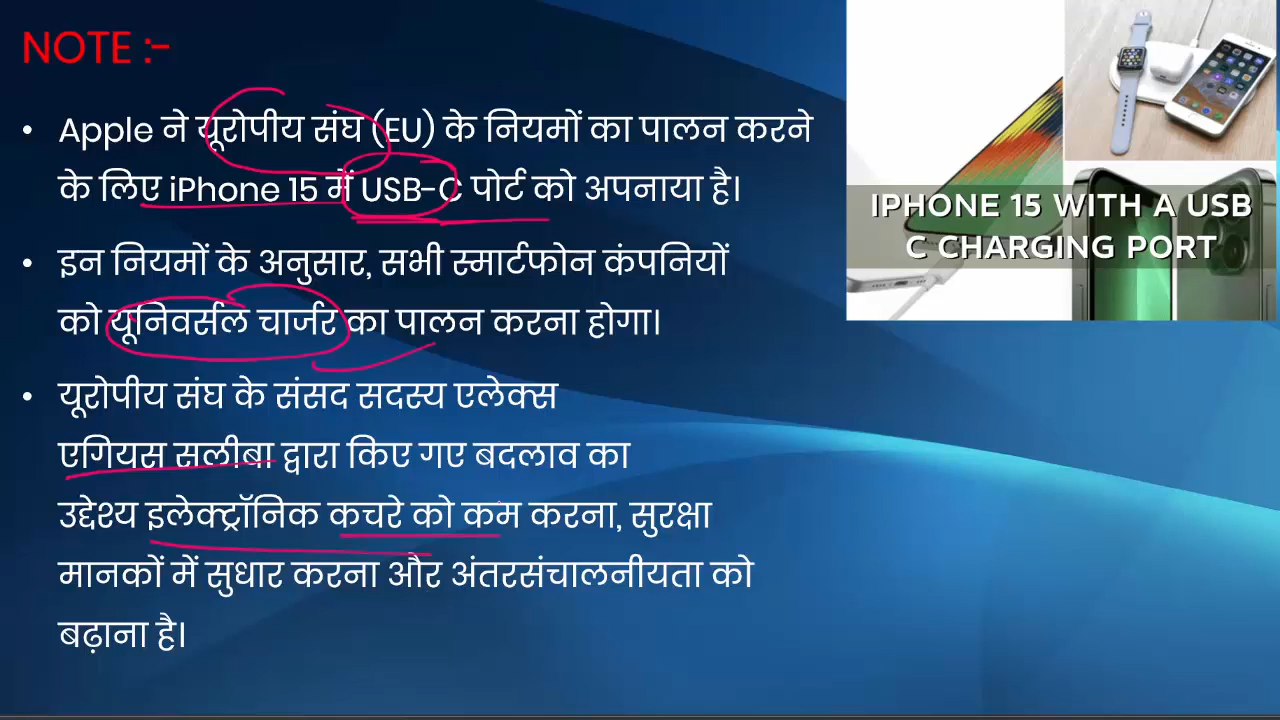 NOTE :-
• Apple ने यूरोपीय संघ (EU) के नियमों का पालन करने
के लिए iPhone 15 में USB-C पोर्ट को अपनाया है।
• इन नियमों के अनुसार, सभी स्मार्टफोन कंपनियों
को यूनिवर्सल चार्जर का पालन करना होगा।
• यूरोपीय संघ के संसद सदस्य एलेक्स
एगियस सलीबा द्वारा किए गए बदलाव का
उद्देश्य इलेक्ट्रॉनिक कचरे को कम करना, सुरक्षा
मानकों में सुधार करना और अंतरसंचालनीयता को
बढ़ाना है।
IPHONE 15 WITH A USB
C CHARGING PORT